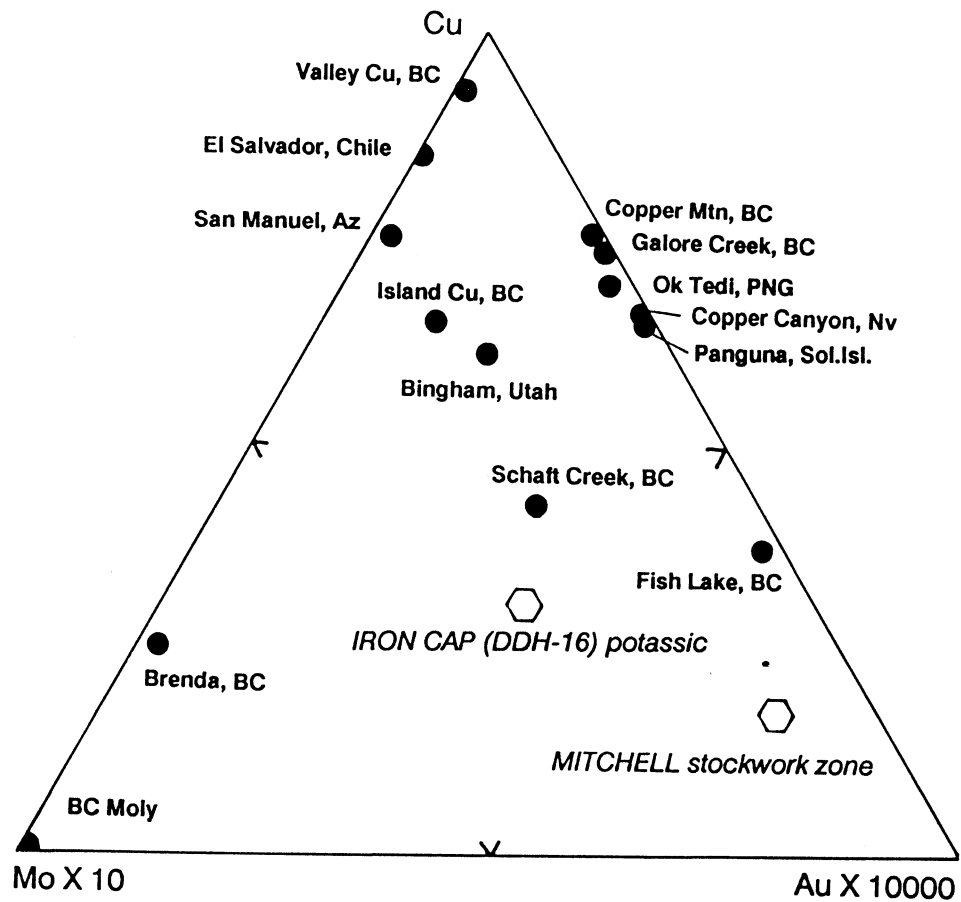 Cu
Valley Cu, BC
El Salvador, Chile
San Manuel, Az
Copper Mtn, BC
Galore Creek, BC
Island Cu, BC
Ok Tedi, PNG
Copper Canyon, Nv
Panguna, Sol.Isl.
Bingham, Utah
Schaft Creek, BC
Fish Lake, BC
IRON CAP (DDH-16) potassic
Brenda, BC
MITCHELL stockwork zone
BC Moly
Mo X 10
Au X 10000